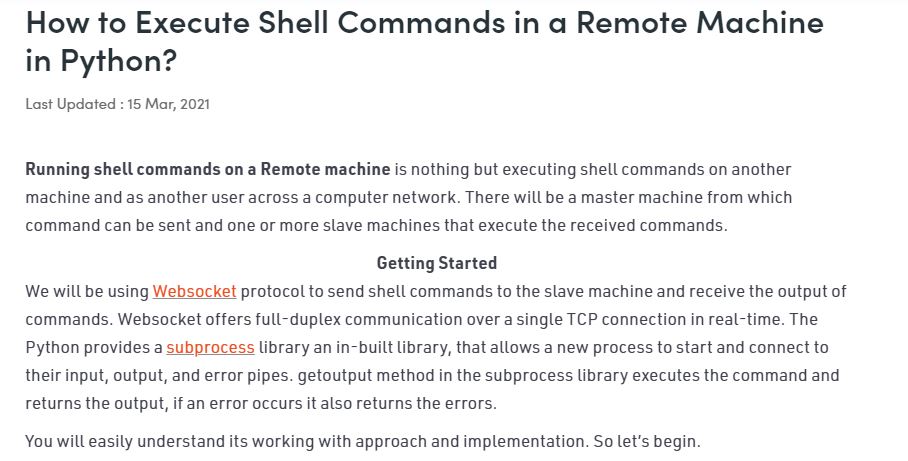 How to Execute Shell Commands in a Remote Machine
in Python?
Last Updated : 15 Mar, 2021
Running shell commands on a Remote machine is nothing but executing shell commands on another
machine and as another user across a computer network. There will be a master machine from which
command can be sent and one or more slave machines that execute the received commands.
Getting Started
We will be using Websocket protocol to send shell commands to the slave machine and receive the output of
commands. Websocket offers full-duplex communication over a single TCP connection in real-time. The
Python provides a subprocess library an in-built library, that allows a new process to start and connect to
their input, output, and error pipes. getoutput method in the subprocess library executes the command and
returns the output, if an error occurs it also returns the errors.
You will easily understand its working with approach and implementation. So let’s begin.